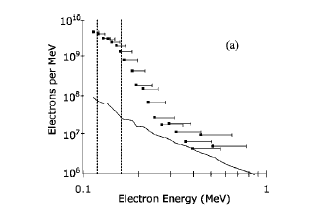 10¹⁰
(a)
10⁹
10⁸
10⁷
10⁶
Electrons per MeV
0.1
1
Electron Energy (MeV)